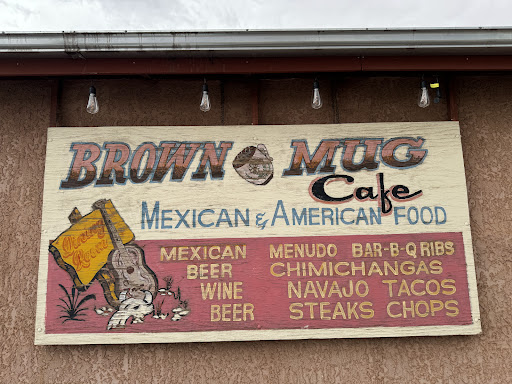 BROWN MUG
Cafe
MEXICAN & AMERICAN FOOD
MEXICAN MENUDO BAR-B-Q RIBS
BEER CHIMICHANGAS
WINE NAVAJO TACOS
BEER STEAKS CHOPS